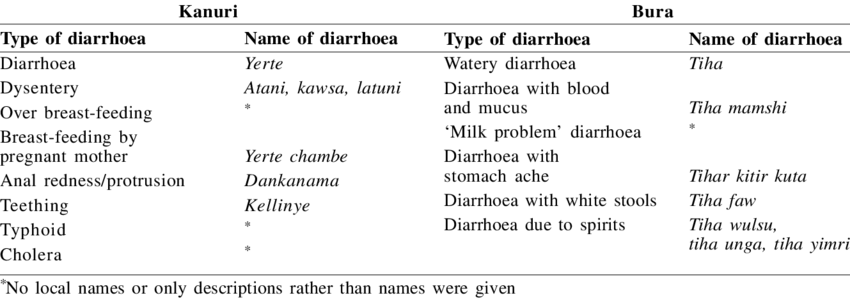 Kanuri Bura
Type of diarrhoea Name of diarrhoea Type of diarrhoea Name of diarrhoea
Diarrhoea Yerte Watery diarrhoea Tiha
Dysentery Atani, kawsa, latuni Diarrhoea with blood
Over breast-feeding * and mucus Tiha mamshi
Breast-feeding by ‘Milk problem’ diarrhoea *
pregnant mother Yerte chambe Diarrhoea with
Anal redness/protrusion Dankanama stomach ache Tihar kitir kuta
Teething Kellinye Diarrhoea with white stools Tiha faw
Typhoid * Diarrhoea due to spirits Tiha wulsu,
Cholera * tiha unga, tiha yimri
*No local names or only descriptions rather than names were given